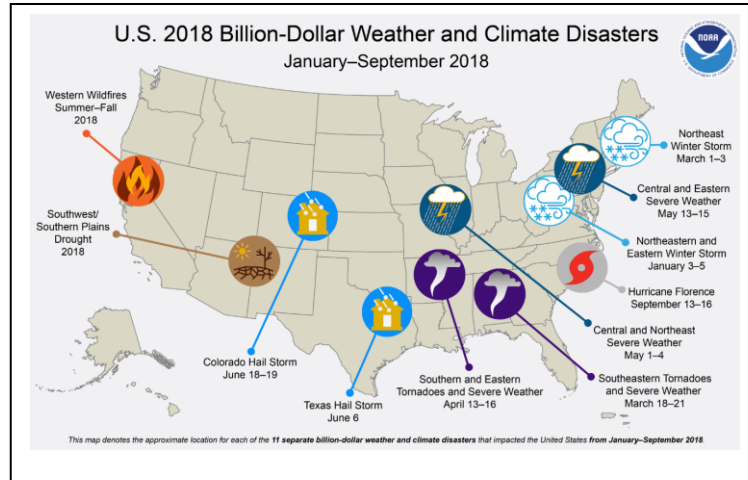 U.S. 2018 Billion-Dollar Weather and Climate Disasters
January–September 2018
NOAA
Western Wildfires
Summer–Fall
2018
Northeast
Winter Storm
March 1–3
Central and Eastern
Severe Weather
May 13–15
Southwest/
Southern Plains
Drought
2018
Northeastern and
Eastern Winter Storm
January 3–5
Hurricane Florence
September 13–16
Central and Northeast
Severe Weather
May 1–4
Colorado Hail Storm
June 18–19
Texas Hail Storm
June 6
Southern and Eastern
Tornadoes and Severe Weather
April 13–16
Southeastern Tornadoes
and Severe Weather
March 18–21
This map denotes the approximate location for each of the 11 separate billion-dollar weather and climate disasters that impacted the United States from January–September 2018.